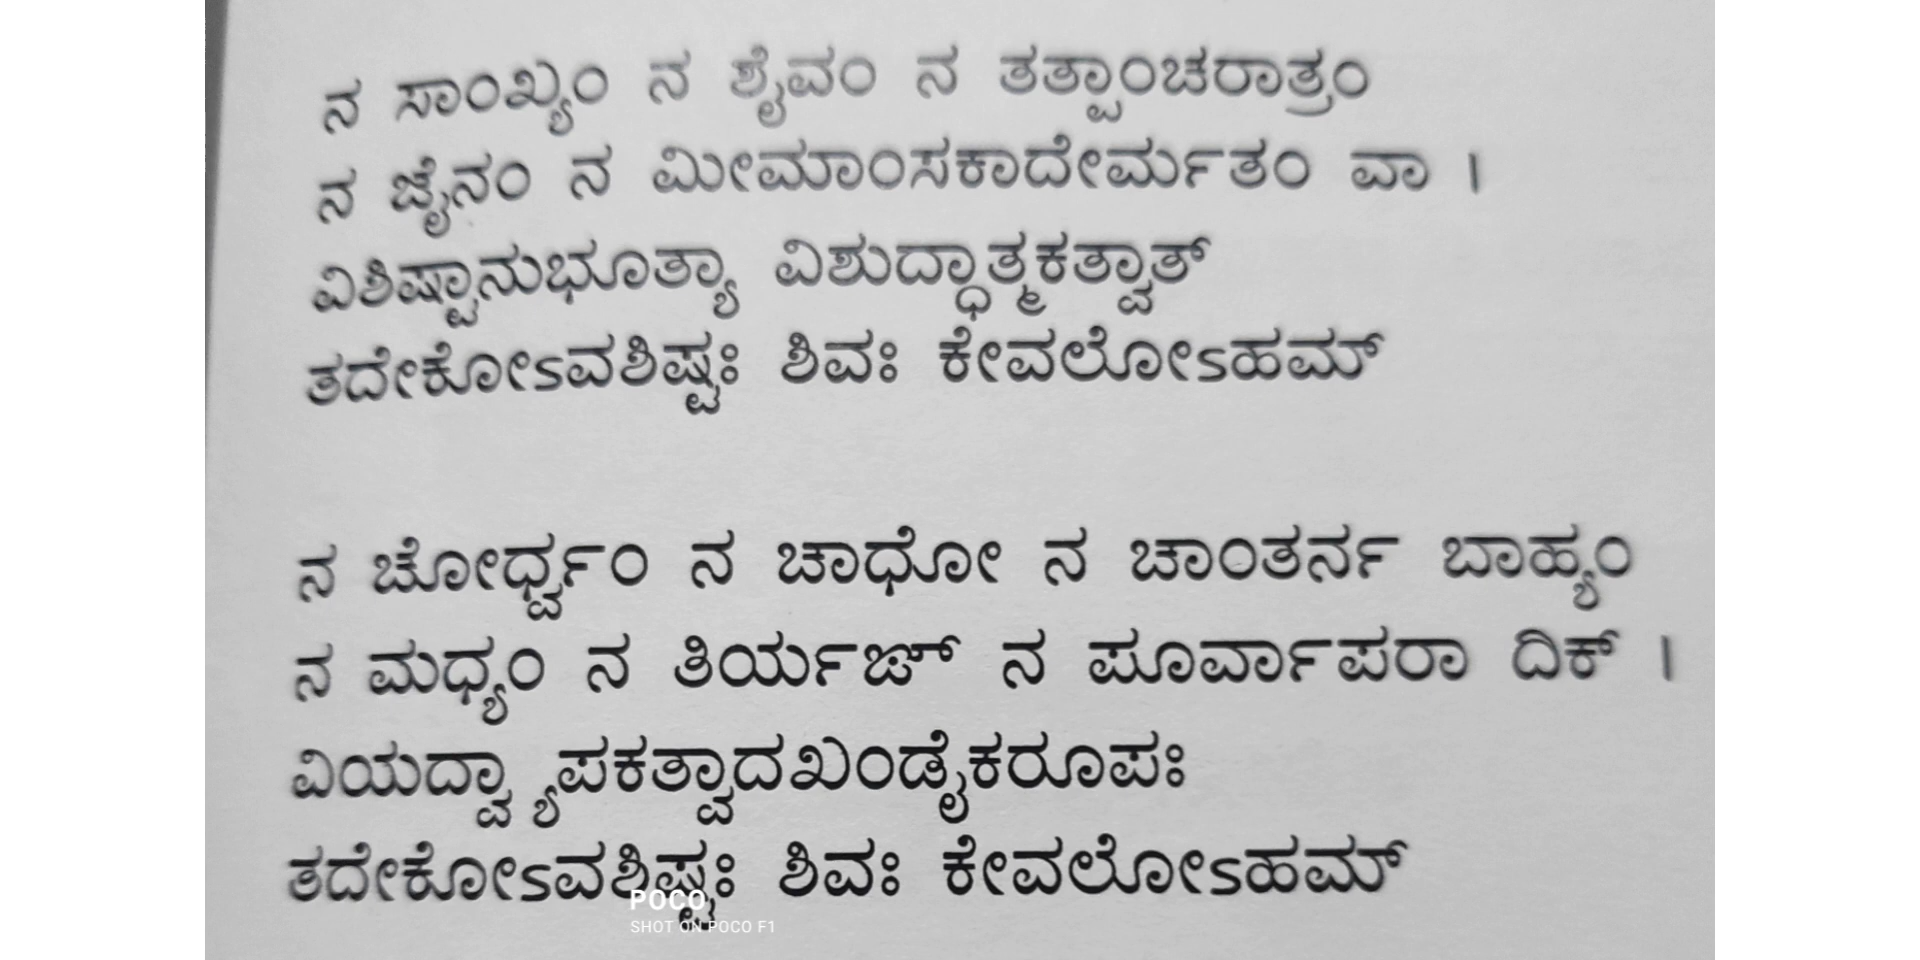 ನ ಸಾಂಖ್ಯಂ ನ ಶೈವಂ ನ ತತ್ಪಾಂಚರಾತ್ರಂ
ನ ಜೈನಂ ನ ಮೀಮಾಂಸಕಾದೇರ್ಮತಂ ವಾ ।
ವಿಶಿಷ್ಟಾನುಭೂತ್ಯಾ ವಿಶುದ್ಧಾತ್ಮಕತ್ವಾತ್
ತದೇಕೋಽವಶಿಷ್ಟಃ ಶಿವಃ ಕೇವಲೋಽಹಮ್
ನ ಚೋರ್ಧ್ವಂ ನ ಚಾಧೋ ನ ಚಾಂತರ್ನ ಬಾಹ್ಯಂ
ನ ಮಧ್ಯಂ ನ ತಿರ್ಯಙ್ ನ ಪೂರ್ವಾಪರಾ ದಿಕ್ ।
ವಿಯದ್ವ್ಯಾಪಕತ್ವಾದಖಂಡೈಕರೂಪಃ
ತದೇಕೋಽವಶಿಷ್ಟಃ ಶಿವಃ ಕೇವಲೋಽಹಮ್
POCO
SHOT ON POCO F1